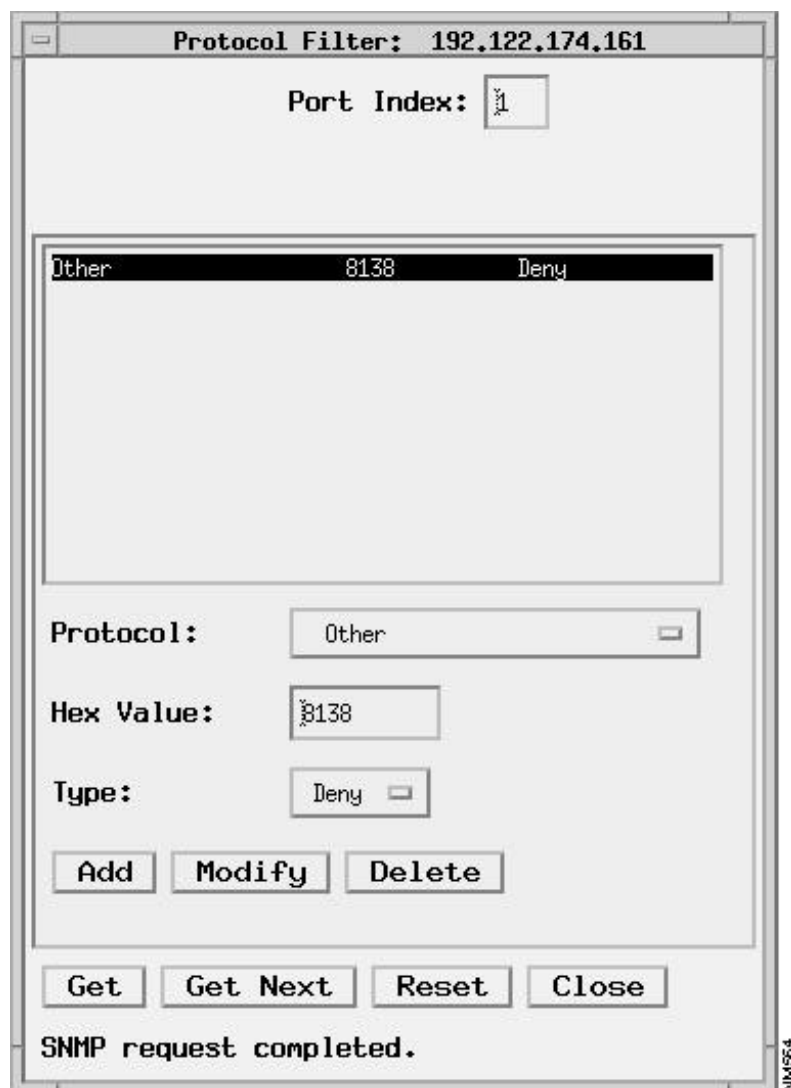 Protocol Filter: 192.122.174.161
Port Index: 1
Other 8138 Deny
Protocol: Other
Hex Value: 8138
Type: Deny
Add Modify Delete
Get Get Next Reset Close
SNMP request completed.